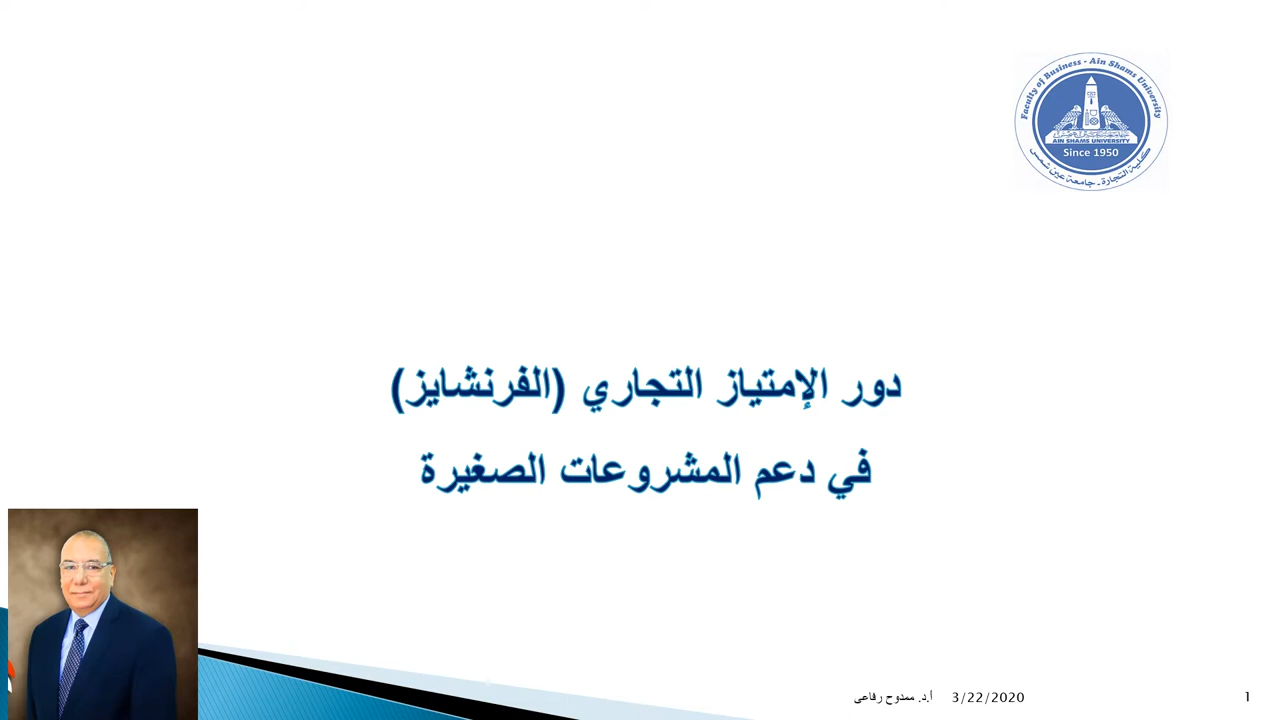 Faculty of Business - Ain Shams University
AIN SHAMS UNIVERSITY
Since 1950
كلية التجارة - جامعة عين شمس
دور الإمتياز التجاري (الفرنشايز)
في دعم المشروعات الصغيرة
أ.د. ممدوح رفاعى
3/22/2020
1